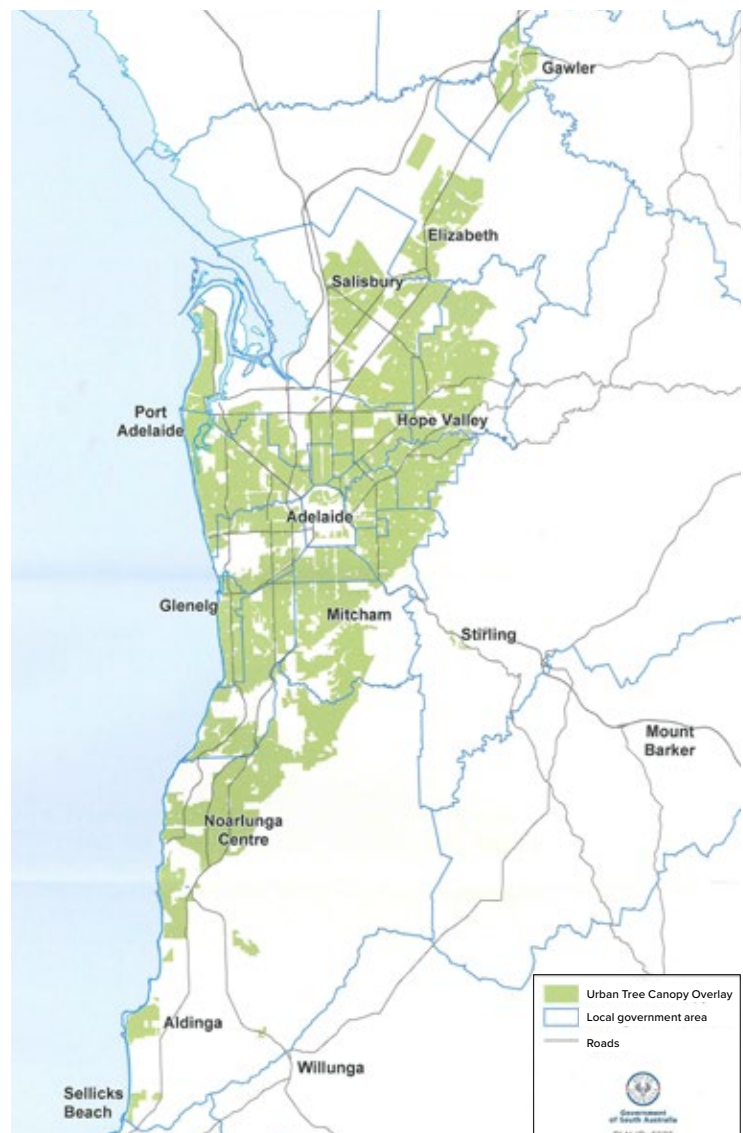 Gawler
Elizabeth
Salisbury
Port
Adelaide
Hope Valley
Adelaide
Glenelg
Mitcham
Stirling
Mount
Barker
Noarlunga
Centre
Aldinga
Willunga
Sellicks
Beach
Urban Tree Canopy Overlay
Local government area
Roads
Government
of South Australia